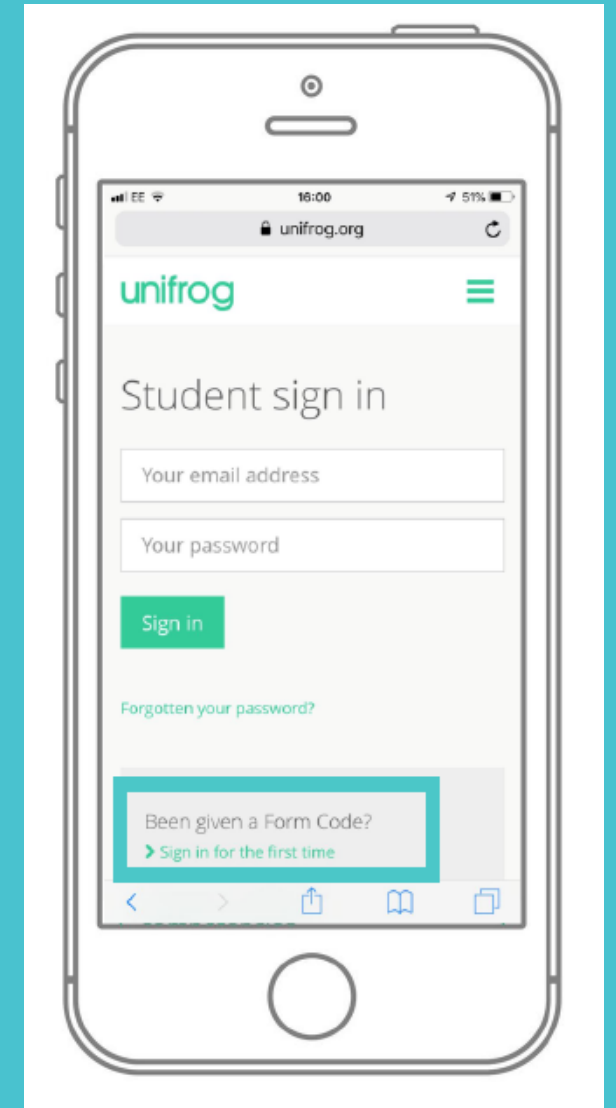 EE 16:00 51%
unifrog.org
unifrog
Student sign in
Your email address
Your password
Sign in
Forgotten your password?
Been given a Form Code?
Sign in for the first time